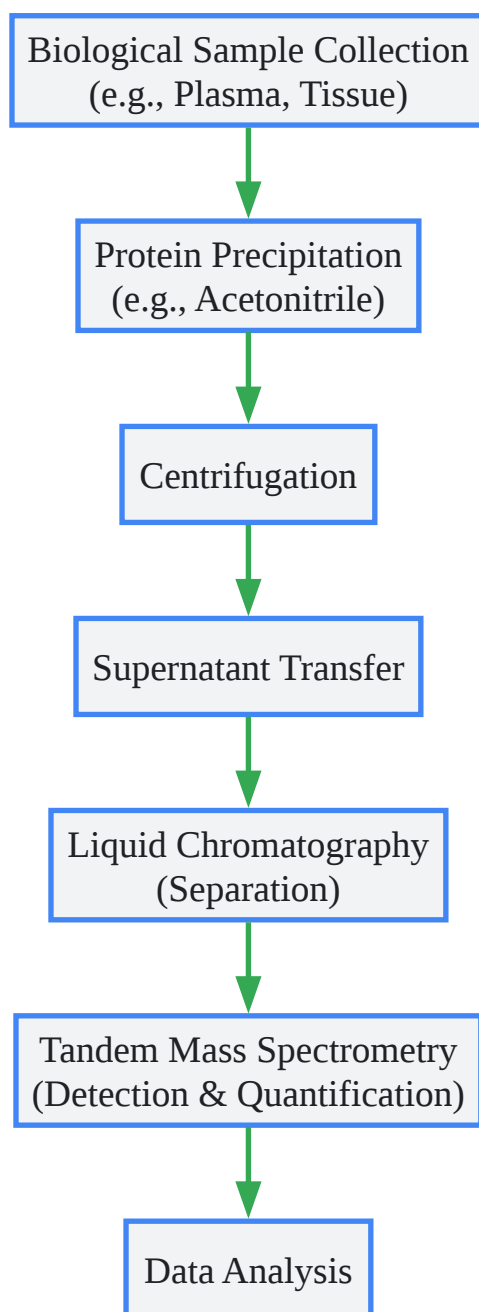 Biological Sample Collection
(e.g., Plasma, Tissue)
Protein Precipitation
(e.g., Acetonitrile)
Centrifugation
Supernatant Transfer
Liquid Chromatography
(Separation)
Tandem Mass Spectrometry
(Detection & Quantification)
Data Analysis